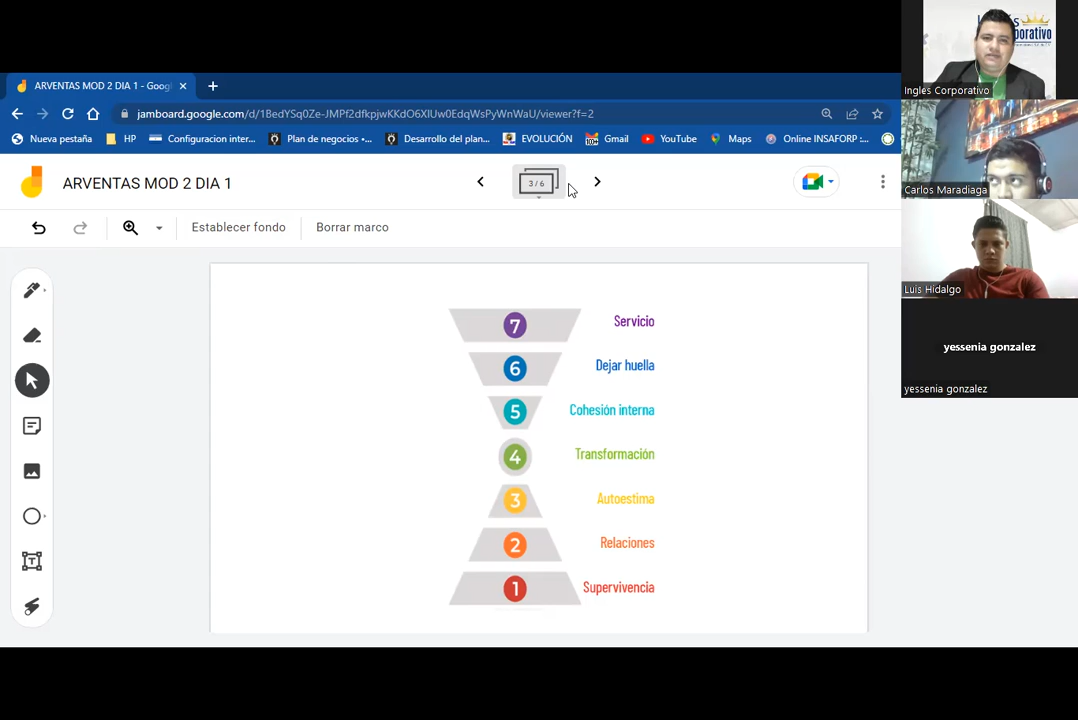 ARVENTAS MOD 2 DIA 1 - Goog
jamboard.google.com/d/18edYSq0Ze-JMPf2dfkpjwKKdO6XlUw0EdqWsPyWnWaU/viewer?f=2
Nueva pestaña
HP
Configuracion inter...
Plan de negocios •...
Desarrollo del plan...
EVOLUCIÓN
Gmail
YouTube
Maps
Online INSAFORP :...
ARVENTAS MOD 2 DIA 1
3 / 6
Establecer fondo
Borrar marco
7 Servicio
6 Dejar huella
5 Cohesión interna
4 Transformación
3 Autoestima
2 Relaciones
1 Supervivencia
Ingles Corporativo
Carlos Maradiaga
Luis Hidalgo
yessenia gonzalez
yessenia gonzalez